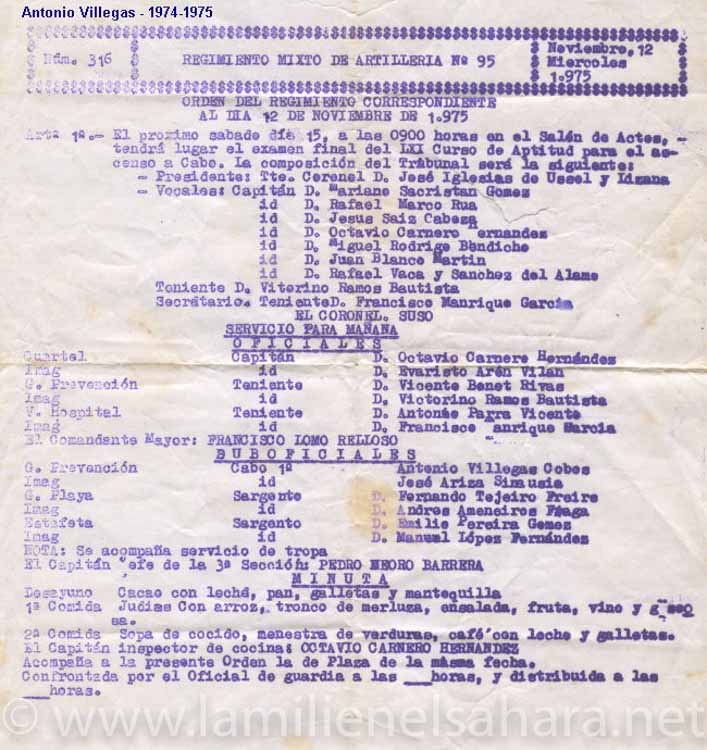 Antonio Villegas - 1974-1975
Núm. 316
REGIMIENTO MIXTO DE ARTILLERIA Nº 95
Noviembre, 12
Miercoles
1.975
ORDEN DEL REGIMIENTO CORRESPONDIENTE
AL DIA 12 DE NOVIEMBRE DE 1.975
Artº 1º.- El proximo sabado día 15, a las 0900 horas en el Salón de Actos, -
tendrá lugar el examen final del LXI Curso de Aptitud para el as-
censo a Cabo. La composición del Tribunal será la siguiente:
- Presidente: Tte. Coronel D. José Iglesias de Ussel y Lizana
- Vocales: Capitán D. Mariano Sacristan Gomez
id D. Rafael Marco Rua
id D. Jesus Saiz Cabeza
id D. Octavio Carnero Hernandes
id D. Miguel Rodrigo Bendicho
id D. Juan Blanco Martin
id D. Rafael Vaca y Sanchez del Alamo
Teniente D. Vitorino Ramos Bautista
Secretario. TenienteD. Francisco Manrique Garcia
EL CORONEL. SUSO
SERVICIO PARA MAÑANA
OFICIALES
Cuartel Capitán D. Octavio Carnero Hernández
Imag id D. Evaristo Arén Vilan
G. Prevención Teniente D. Vicente Benet Rivas
Imag id D. Victorino Ramos Bautista
V. Hospital Teniente D. Antonio Parra Vicente
Imag id D. Francisco anrique Garcia
El Comandante Mayor: FRANCISCO LOMO RELLOSO
SUBOFICIALES
G. Prevención Cabo 1º Antonio Villegas Cobos
Imag id José Ariza
G. Playa Sargento D. Fernando Tejeiro Freire
Imag id D. Andres Ameneiros Fraga
Estafeta Sargento D. Emilio Pereira Gomez
Imag id D. Manuel López Fernández
NOTA: Se acompaña servicio de tropa
El Capitán Jefe de la 3ª Sección: PEDRO NEGRO BARRERA
MINUTA
Desayuno Cacao con leche, pan, galletas y mantequilla
1ª Comida Judias Con arroz, tronco de merluza, ensalada, fruta, vino y gaseo
sa.
2ª Comida Sopa de cocido, menestra de verduras, café con leche y galletas.
El Capitán inspector de cocina: OCTAVIO CARNERO HERNANDEZ
Acompaña a la presente Orden la de Plaza de la misma fecha.
Confrontada por el Oficial de guardia a las ___horas, y distribuida a las
___horas.
© www.lamilienelsahara.net